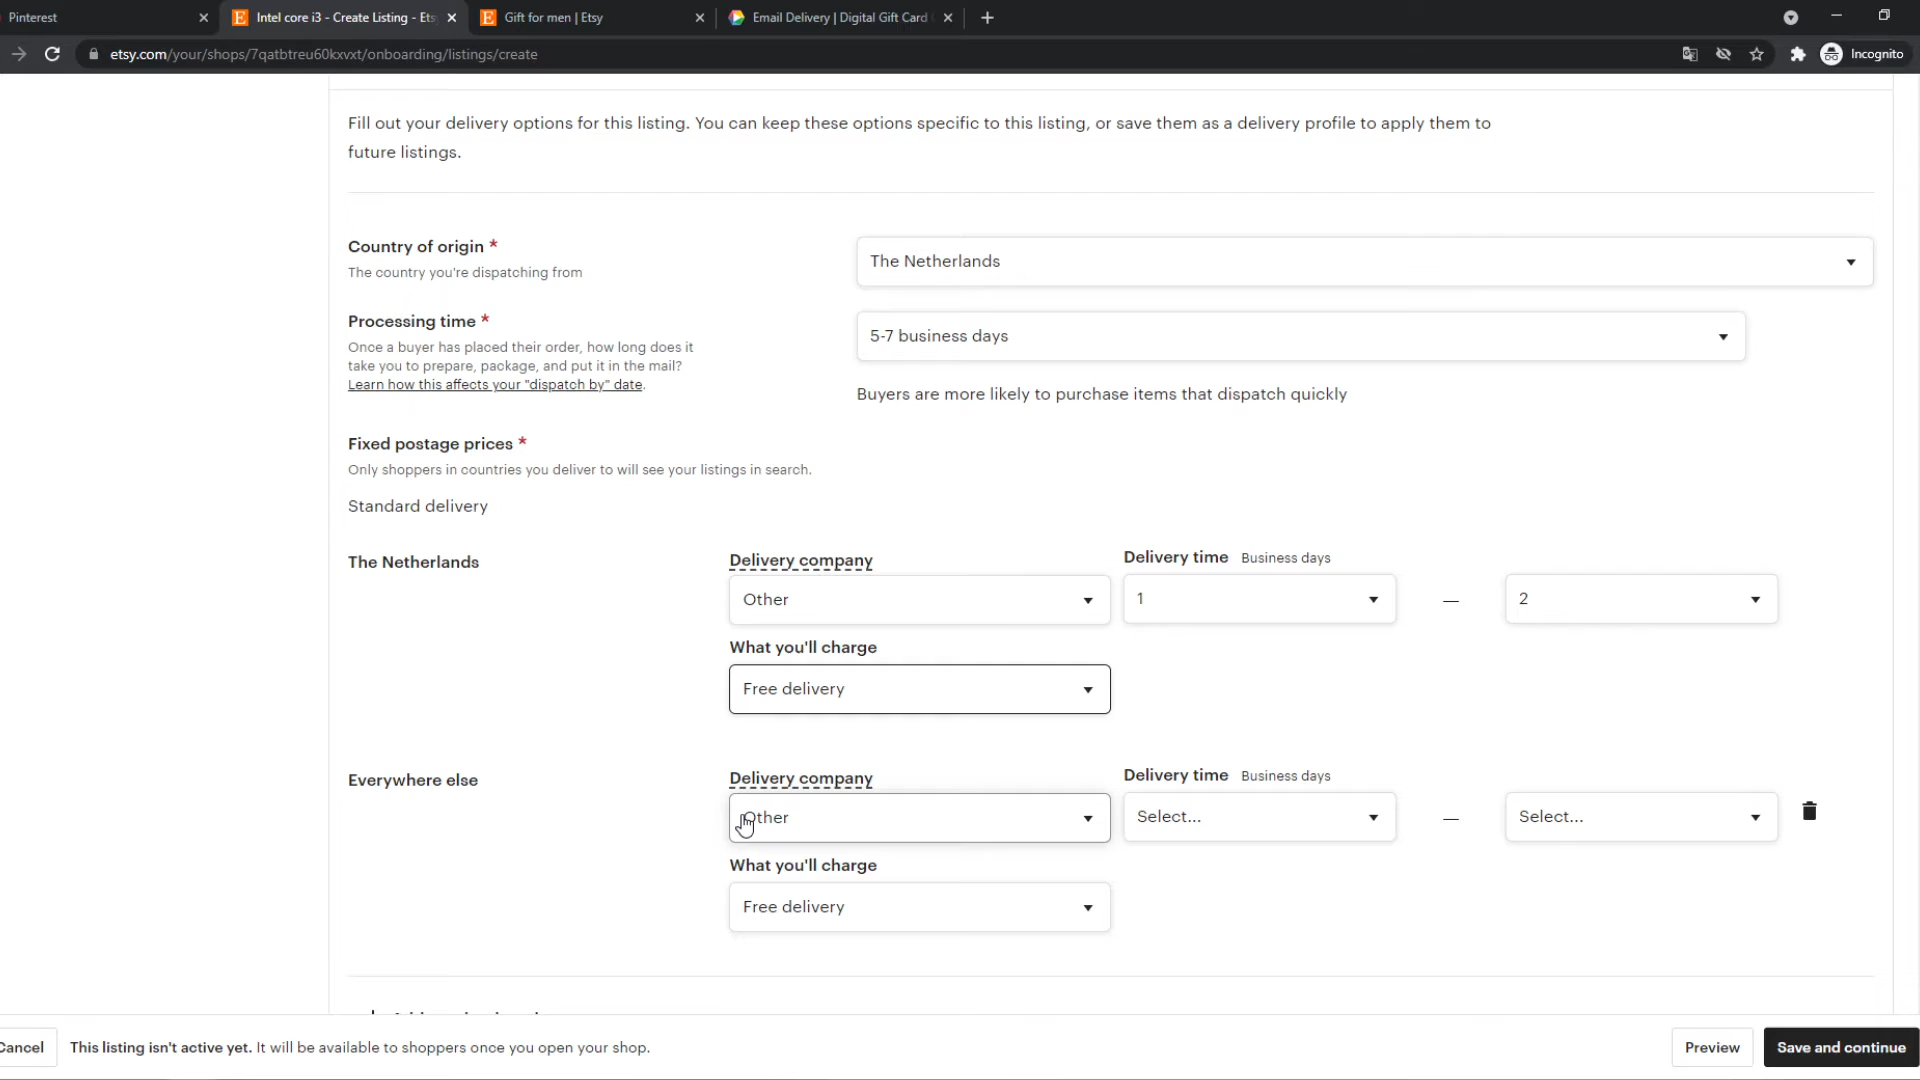 Pinterest
Intel core i3 - Create Listing - Ets
Gift for men | Etsy
Email Delivery | Digital Gift Card
etsy.com/your/shops/7qatbtreu60kxvxt/onboarding/listings/create
Incognito
Fill out your delivery options for this listing. You can keep these options specific to this listing, or save them as a delivery profile to apply them to
future listings.
Country of origin *
The country you're dispatching from
The Netherlands
Processing time *
Once a buyer has placed their order, how long does it
take you to prepare, package, and put it in the mail?
Learn how this affects your "dispatch by" date.
5-7 business days
Buyers are more likely to purchase items that dispatch quickly
Fixed postage prices *
Only shoppers in countries you deliver to will see your listings in search.
Standard delivery
The Netherlands
Delivery company
Delivery time Business days
Other
1
—
2
What you'll charge
Free delivery
Everywhere else
Delivery company
Delivery time Business days
Other
Select...
—
Select...
What you'll charge
Free delivery
Cancel
This listing isn't active yet. It will be available to shoppers once you open your shop.
Preview
Save and continue